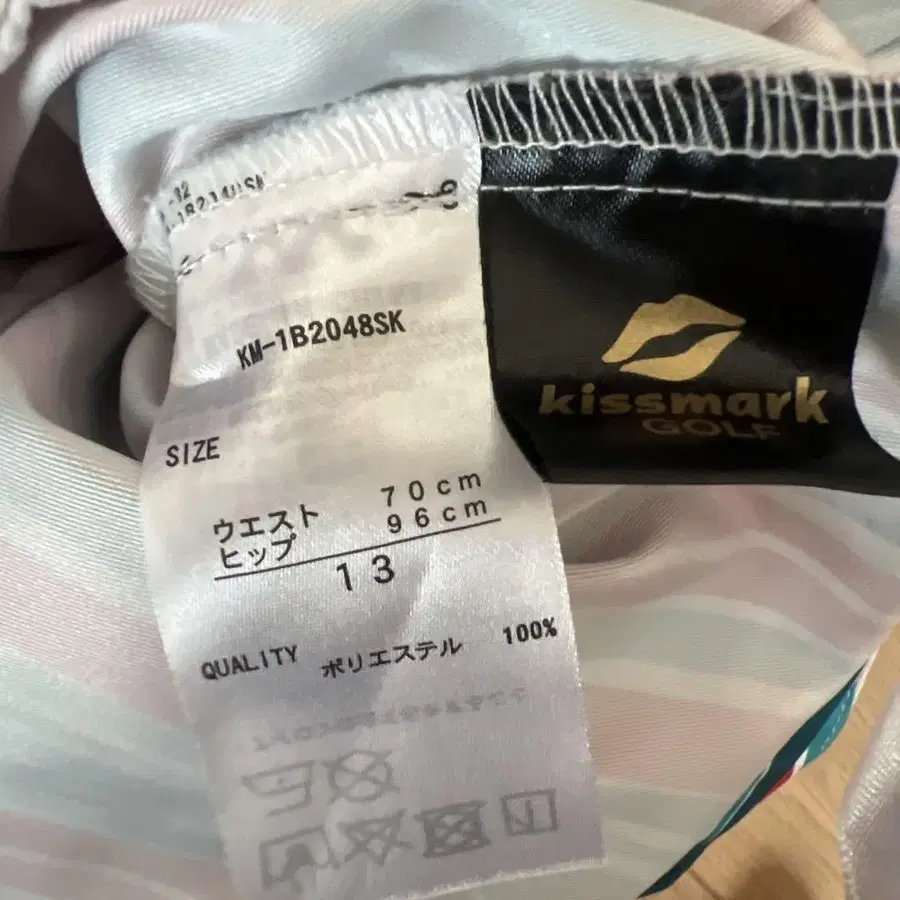 KM-1B2048SK
SIZE
ウエスト 70cm
ヒップ 96cm
13
QUALITY ポリエステル 100%
kissmark
GOLF